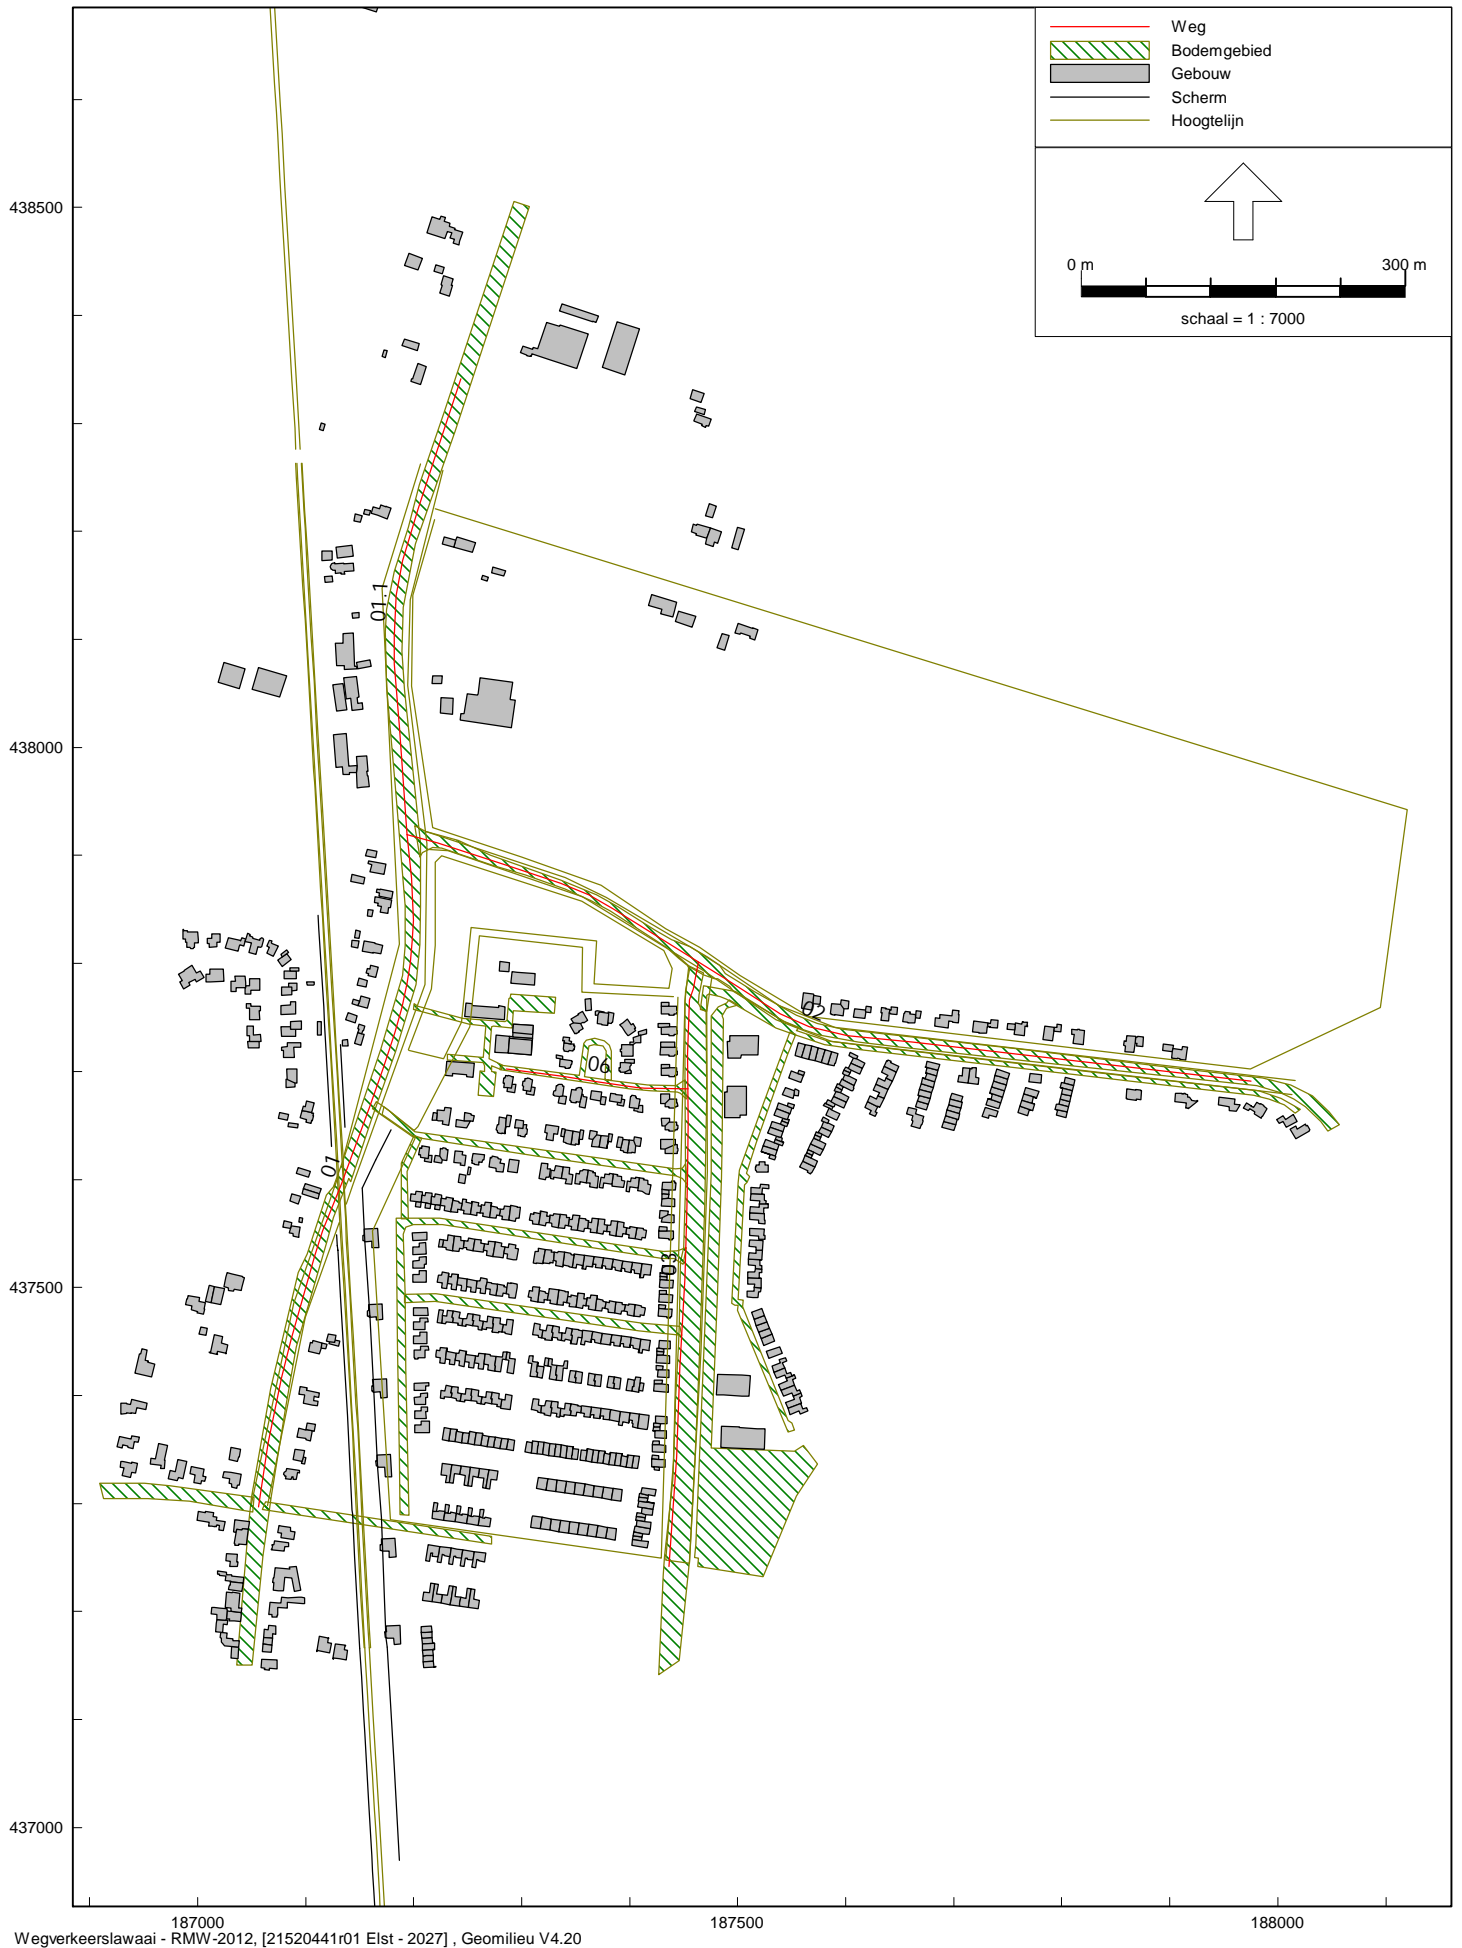 Weg
Bodemgebied
Gebouw
Scherm
Hoogtelijn
0 m 300 m
schaal = 1 : 7000
438500
438000
437500
437000
01.1
02
06
01
03
187000 187500 188000
Wegverkeerslawaai - RMW-2012, [21520441r01 Elst - 2027] , Geomilieu V4.20